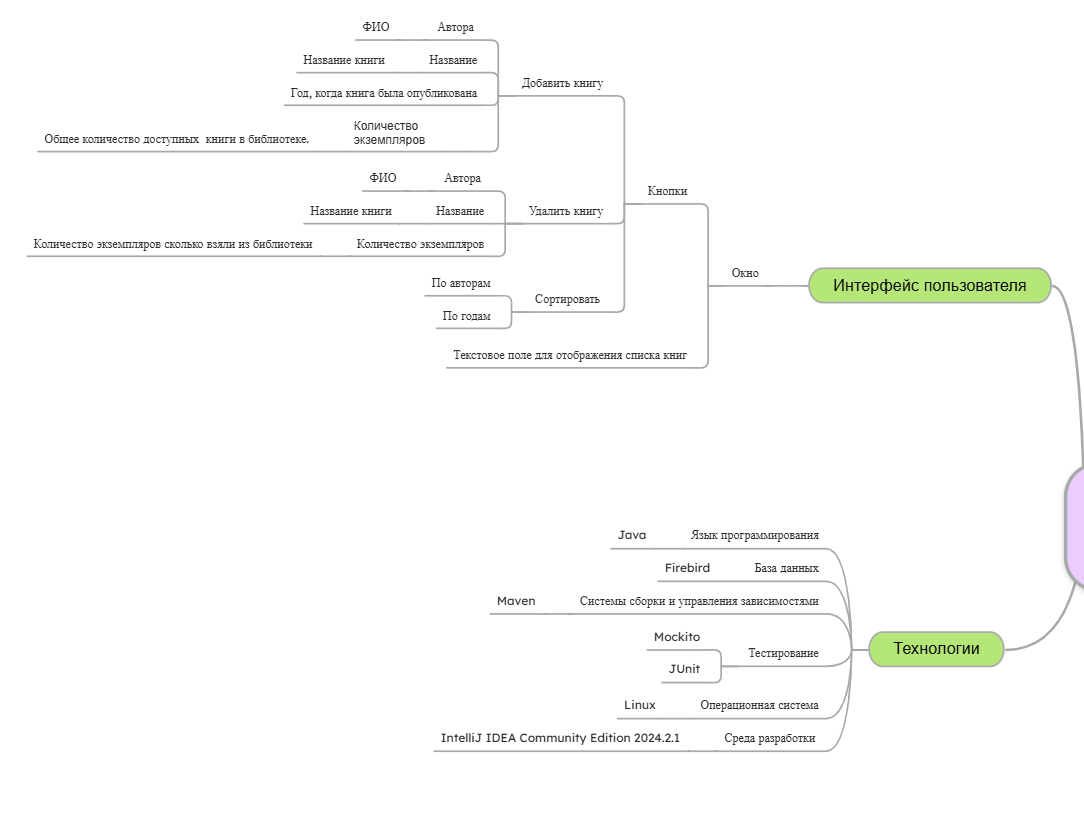 ФИО Автора
Название книги Название
Год, когда книга была опубликована
Добавить книгу
Общее количество доступных книги в библиотеке.
Количество
экземпляров
ФИО Автора
Название книги Название
Удалить книгу
Количество экземпляров сколько взяли из библиотеки Количество экземпляров
Кнопки
По авторам
По годам
Сортировать
Текстовое поле для отображения списка книг
Окно
Интерфейс пользователя
Java Язык программирования
Firebird База данных
Maven Системы сборки и управления зависимостями
Mockito
JUnit
Тестирование
Linux Операционная система
IntelliJ IDEA Community Edition 2024.2.1 Среда разработки
Технологии